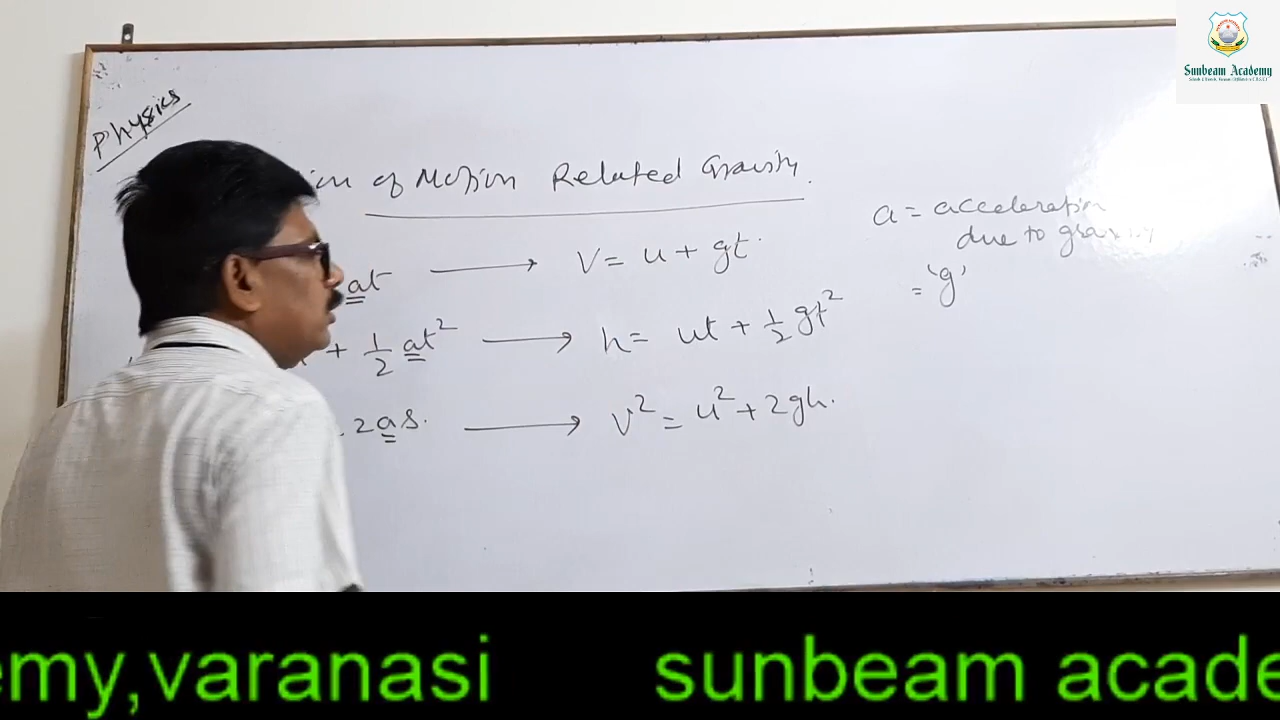 Physics
ion of Motion Related Gravity.
at → V = u + gt.
+ 1/2 at² → h = ut + 1/2 gt²
2as. → V² = u² + 2gh.
a = acceleration
due to gravity
= 'g'
Sunbeam Academy
emy,varanasi sunbeam acade